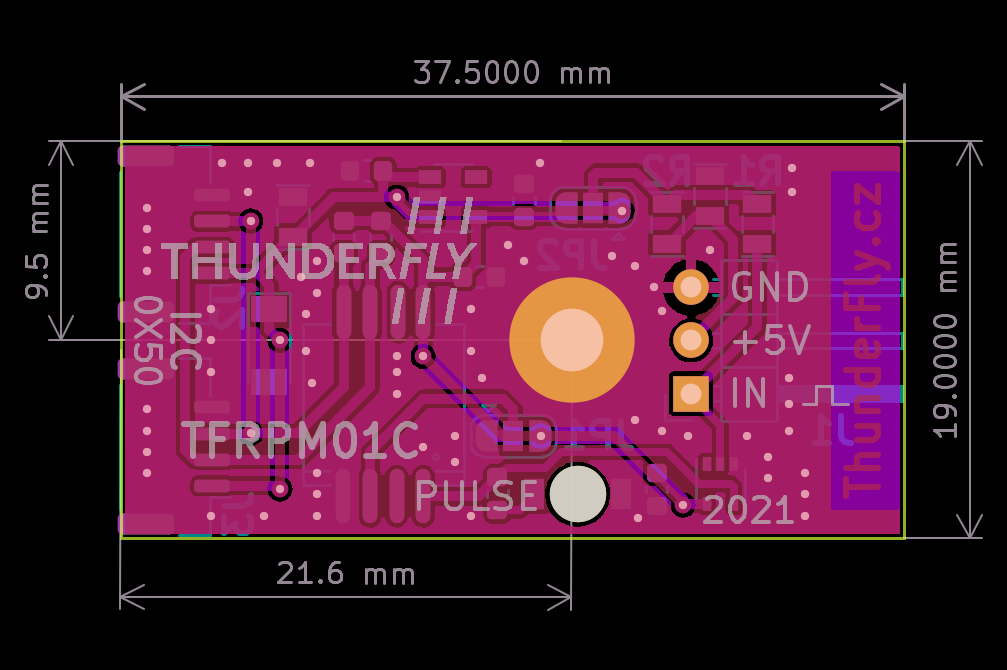 37.5000 mm
R2
R1
9.5 mm
JP2
THUNDERFLY
GND
+5V
IN
0X50
I2C
ThunderFly.cz
19.0000 mm
J1
TFRPM01C
PULSE
2021
21.6 mm